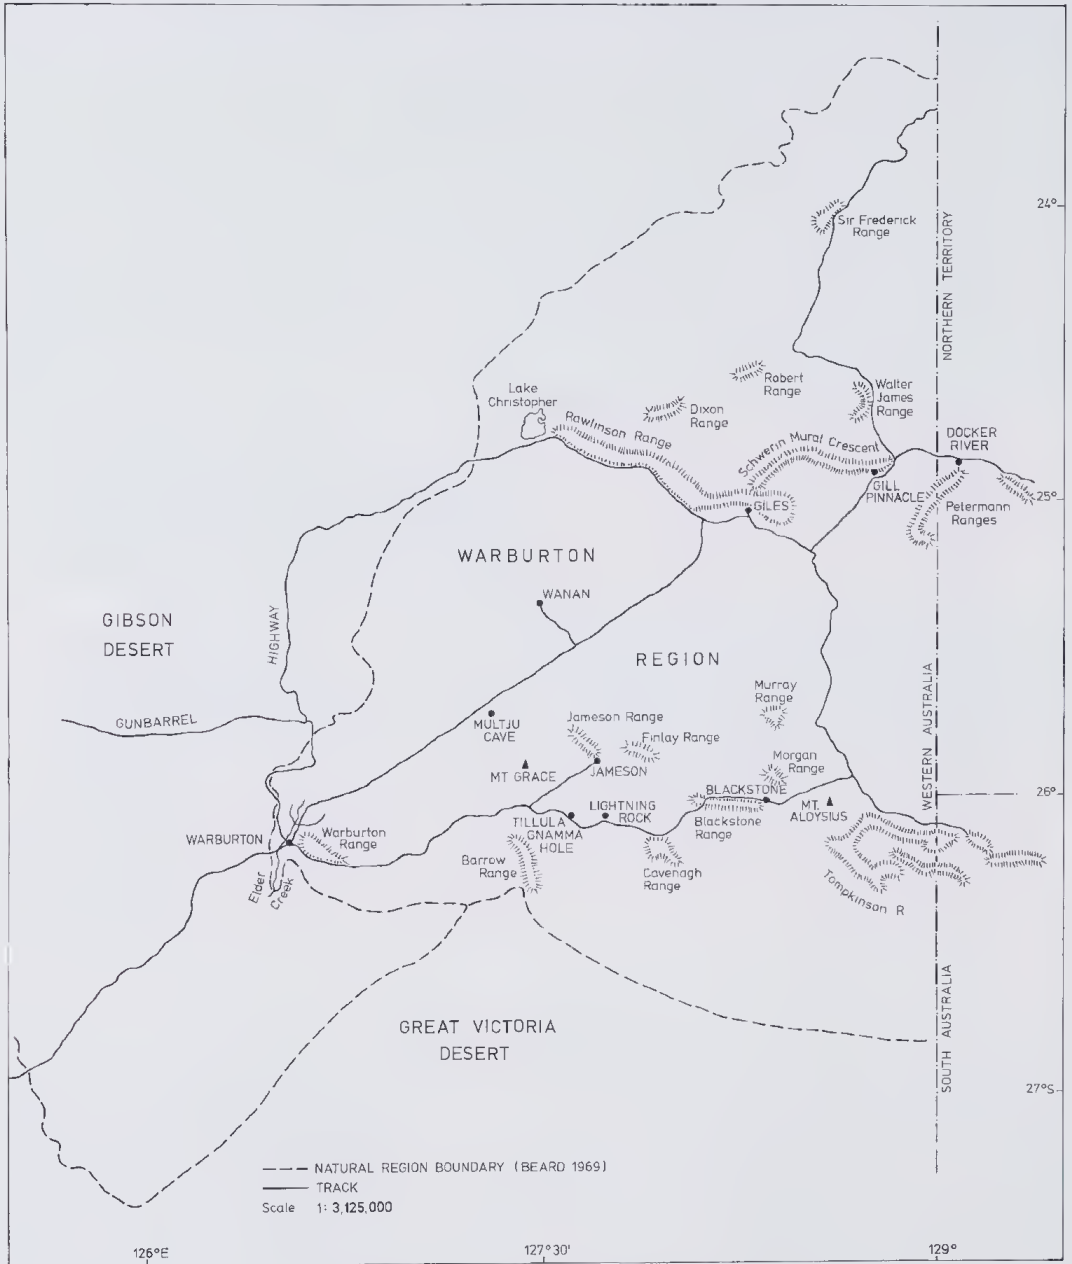 24°
Sir Frederick
Range
NORTHERN TERRITORY
Robert
Range
Walter
James
Range
Lake
Christopher
Dixon
Range
Rawlinson Range
Schwerin Mural Crescent
DOCKER
RIVER
GILL
PINNACLE
GILES
25°
Petermann
Ranges
WARBURTON
WANAN
GIBSON
DESERT
HIGHWAY
REGION
WESTERN AUSTRALIA
Murray
Range
GUNBARREL
MULTJU
CAVE
Jameson Range
Finlay Range
MT GRACE
JAMESON
Morgan
Range
BLACKSTONE
26°
MT.
ALOYSIUS
LIGHTNING
ROCK
TILLULA
GNAMMA
HOLE
Blackstone
Range
WARBURTON
Warburton
Range
Barrow
Range
Cavenagh
Range
Elder
Creek
Tompkinson R
SOUTH AUSTRALIA
GREAT VICTORIA
DESERT
27°S
NATURAL REGION BOUNDARY (BEARD 1969)
TRACK
Scale 1: 3,125,000
126°E
127°30'
129°